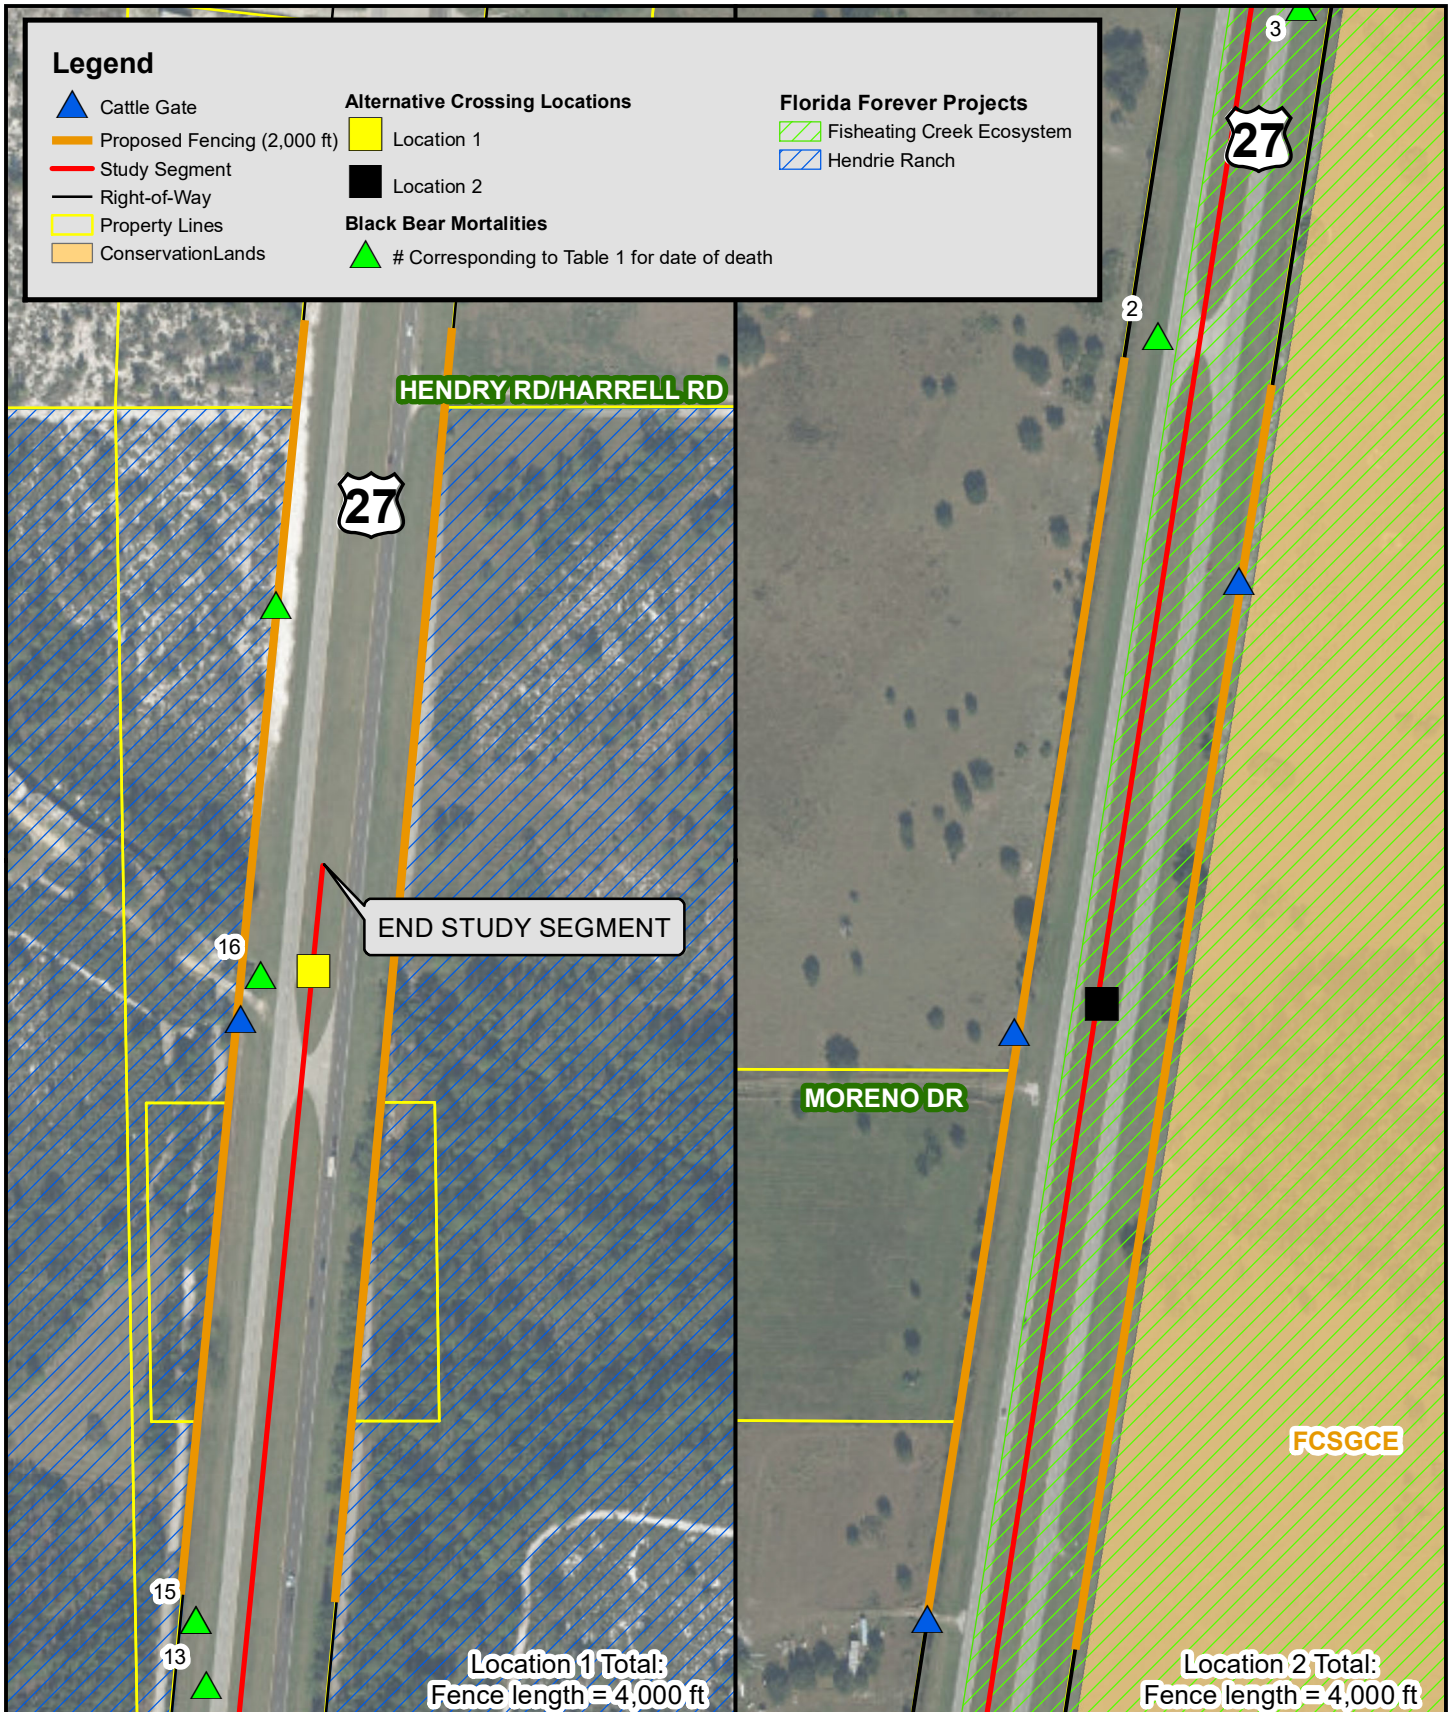 Legend
Cattle Gate
Proposed Fencing (2,000 ft)
Study Segment
Right-of-Way
Property Lines
ConservationLands
Alternative Crossing Locations
Location 1
Location 2
Black Bear Mortalities
# Corresponding to Table 1 for date of death
Florida Forever Projects
Fisheating Creek Ecosystem
Hendrie Ranch
HENDRY RD/HARRELL RD
27
END STUDY SEGMENT
16
15
13
Location 1 Total:
Fence length = 4,000 ft
3
27
2
MORENO DR
FCSGCE
Location 2 Total:
Fence length = 4,000 ft